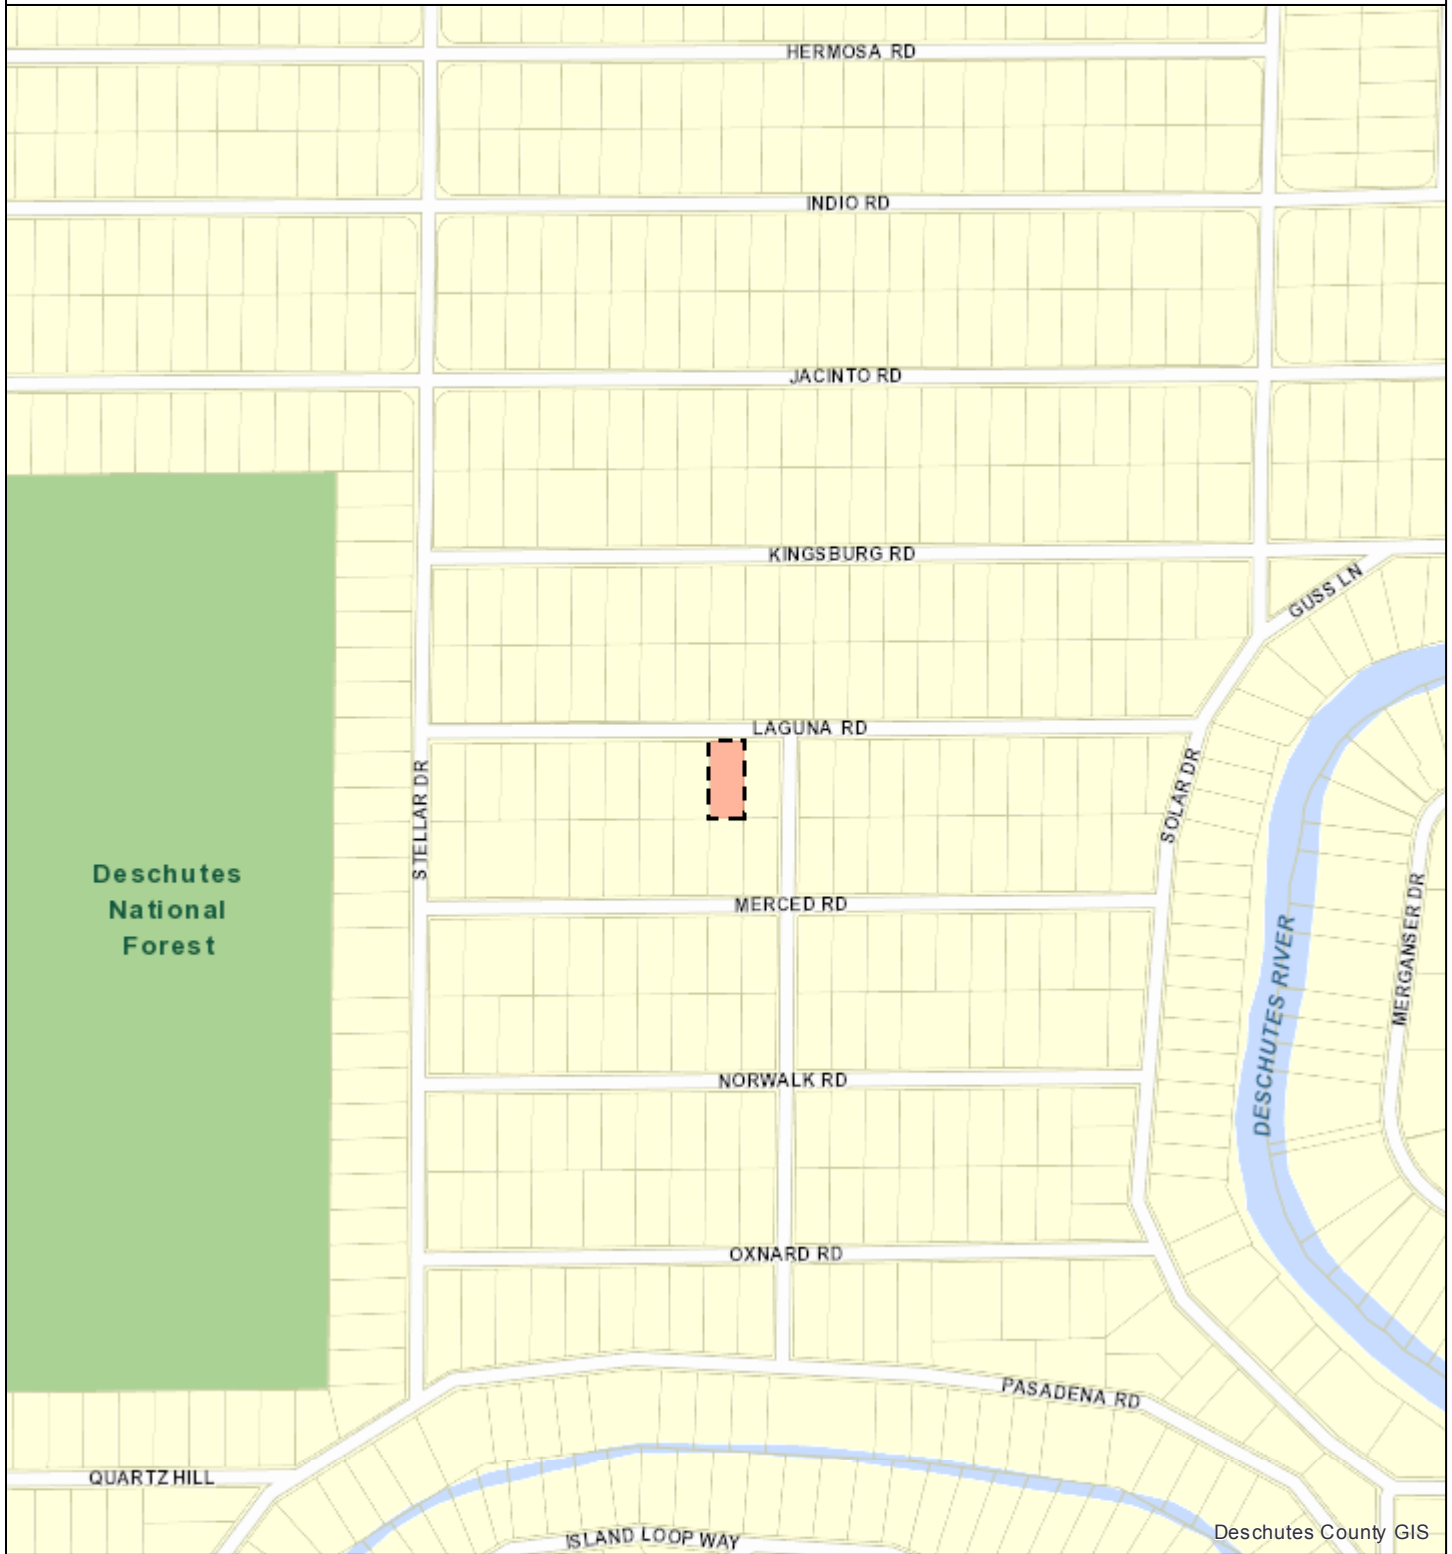 HERMOSA RD
INDIO RD
JACINTO RD
KINGSBURG RD
GUSS LN
LAGUNA RD
STELLAR DR
SOLAR DR
Deschutes
National
Forest
MERCED RD
MERGANSER DR
DESCHUTES RIVER
NORWALK RD
OXNARD RD
PASADENA RD
QUARTZ HILL
ISLAND LOOP WAY
Deschutes County GIS